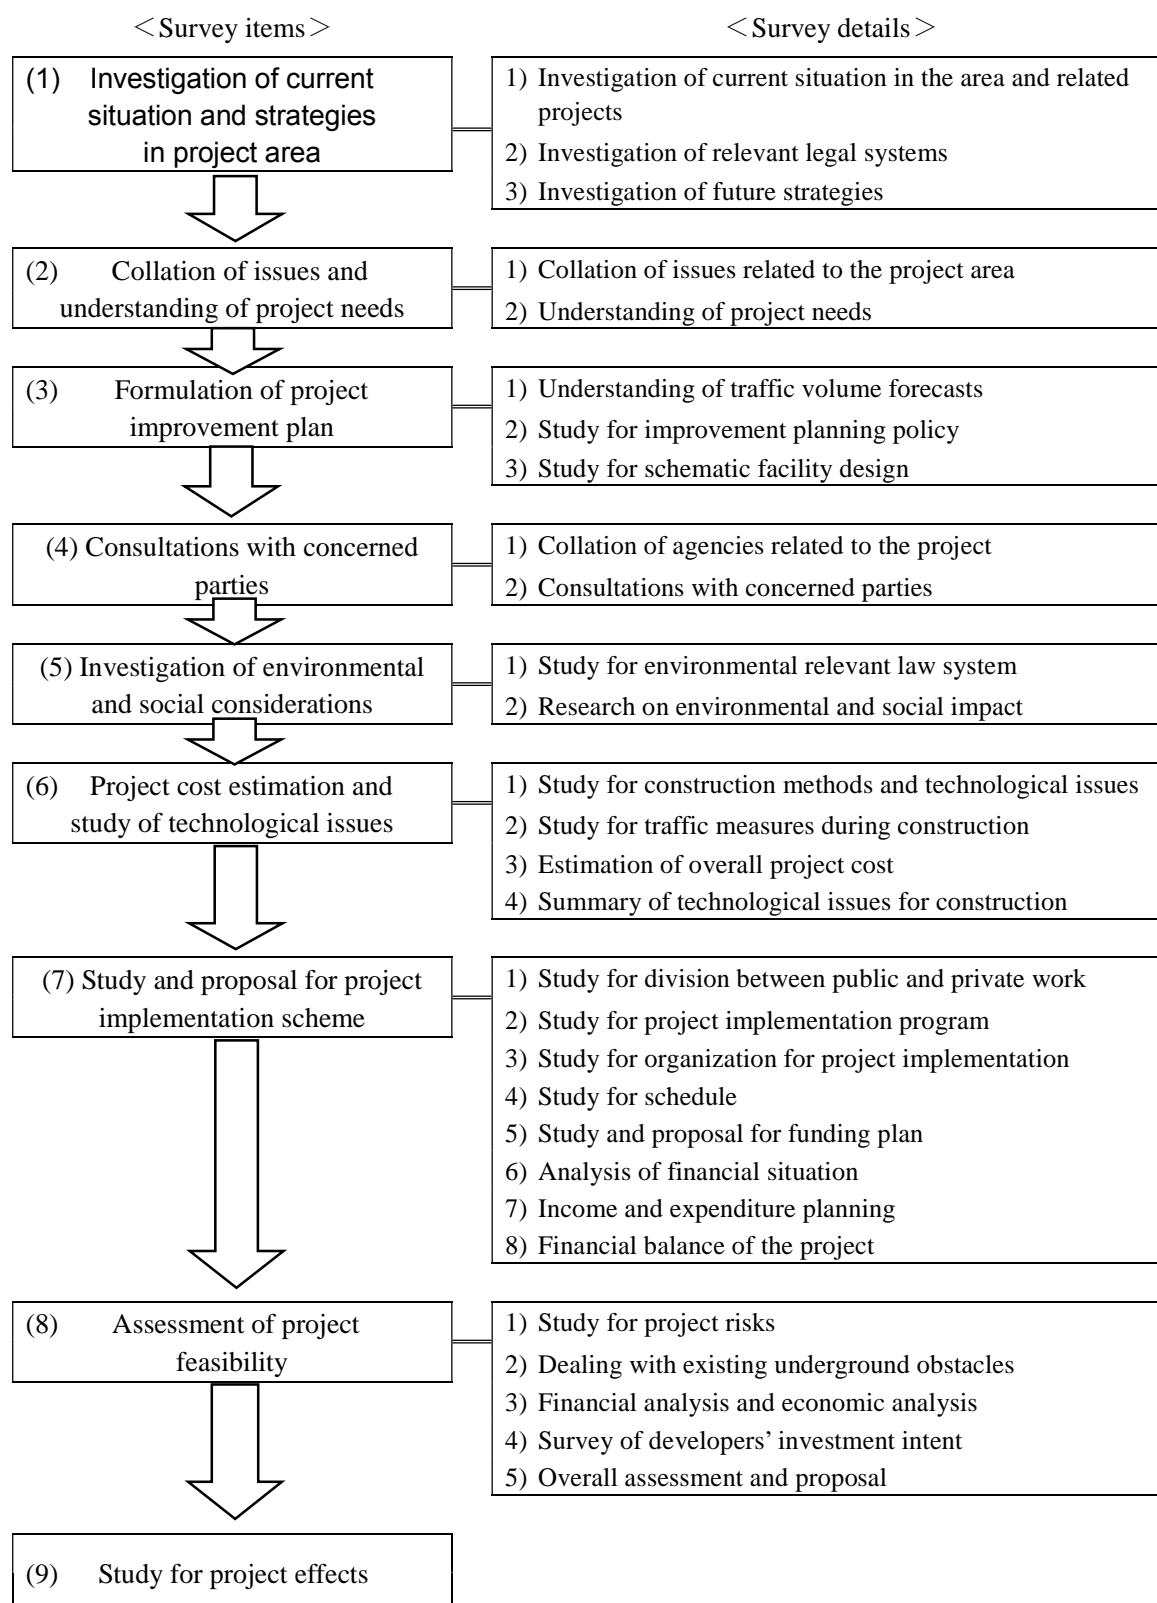 ＜Survey items＞
＜Survey details＞
(1) Investigation of current
situation and strategies
in project area
1) Investigation of current situation in the area and related
projects
2) Investigation of relevant legal systems
3) Investigation of future strategies
(2) Collation of issues and
understanding of project needs
1) Collation of issues related to the project area
2) Understanding of project needs
(3) Formulation of project
improvement plan
1) Understanding of traffic volume forecasts
2) Study for improvement planning policy
3) Study for schematic facility design
(4) Consultations with concerned
parties
1) Collation of agencies related to the project
2) Consultations with concerned parties
(5) Investigation of environmental
and social considerations
1) Study for environmental relevant law system
2) Research on environmental and social impact
(6) Project cost estimation and
study of technological issues
1) Study for construction methods and technological issues
2) Study for traffic measures during construction
3) Estimation of overall project cost
4) Summary of technological issues for construction
(7) Study and proposal for project
implementation scheme
1) Study for division between public and private work
2) Study for project implementation program
3) Study for organization for project implementation
4) Study for schedule
5) Study and proposal for funding plan
6) Analysis of financial situation
7) Income and expenditure planning
8) Financial balance of the project
(8) Assessment of project
feasibility
1) Study for project risks
2) Dealing with existing underground obstacles
3) Financial analysis and economic analysis
4) Survey of developers’ investment intent
5) Overall assessment and proposal
(9) Study for project effects